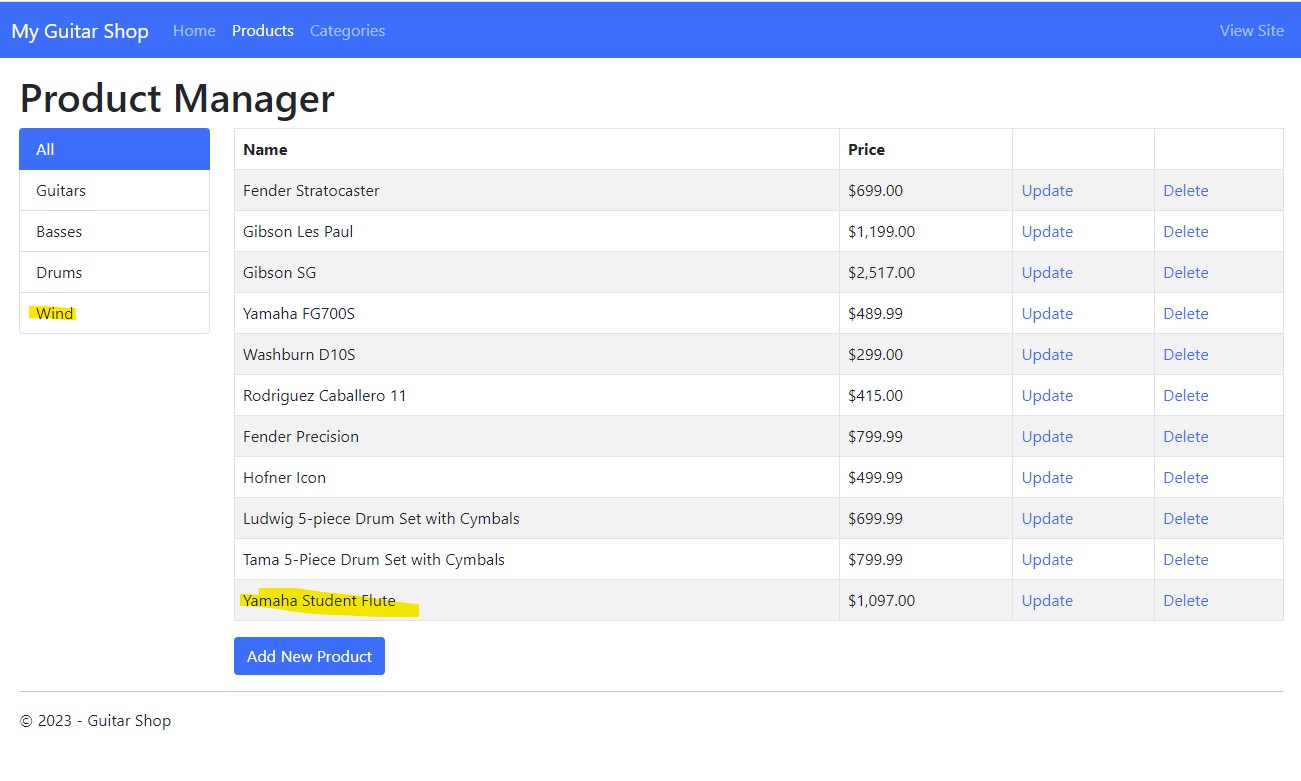 My Guitar Shop Home Products Categories View Site
Product Manager
All
Guitars
Basses
Drums
Wind
Name Price
Fender Stratocaster $699.00 Update Delete
Gibson Les Paul $1,199.00 Update Delete
Gibson SG $2,517.00 Update Delete
Yamaha FG700S $489.99 Update Delete
Washburn D10S $299.00 Update Delete
Rodriguez Caballero 11 $415.00 Update Delete
Fender Precision $799.99 Update Delete
Hofner Icon $499.99 Update Delete
Ludwig 5-piece Drum Set with Cymbals $699.99 Update Delete
Tama 5-Piece Drum Set with Cymbals $799.99 Update Delete
Yamaha Student Flute $1,097.00 Update Delete
Add New Product
© 2023 - Guitar Shop